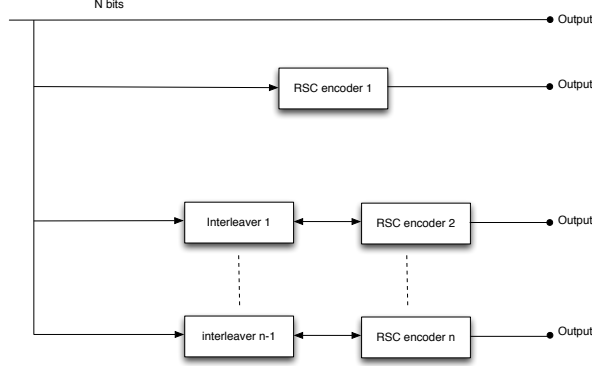 N bits
Output
RSC encoder 1
Output
Interleaver 1
RSC encoder 2
Output
interleaver n-1
RSC encoder n
Output